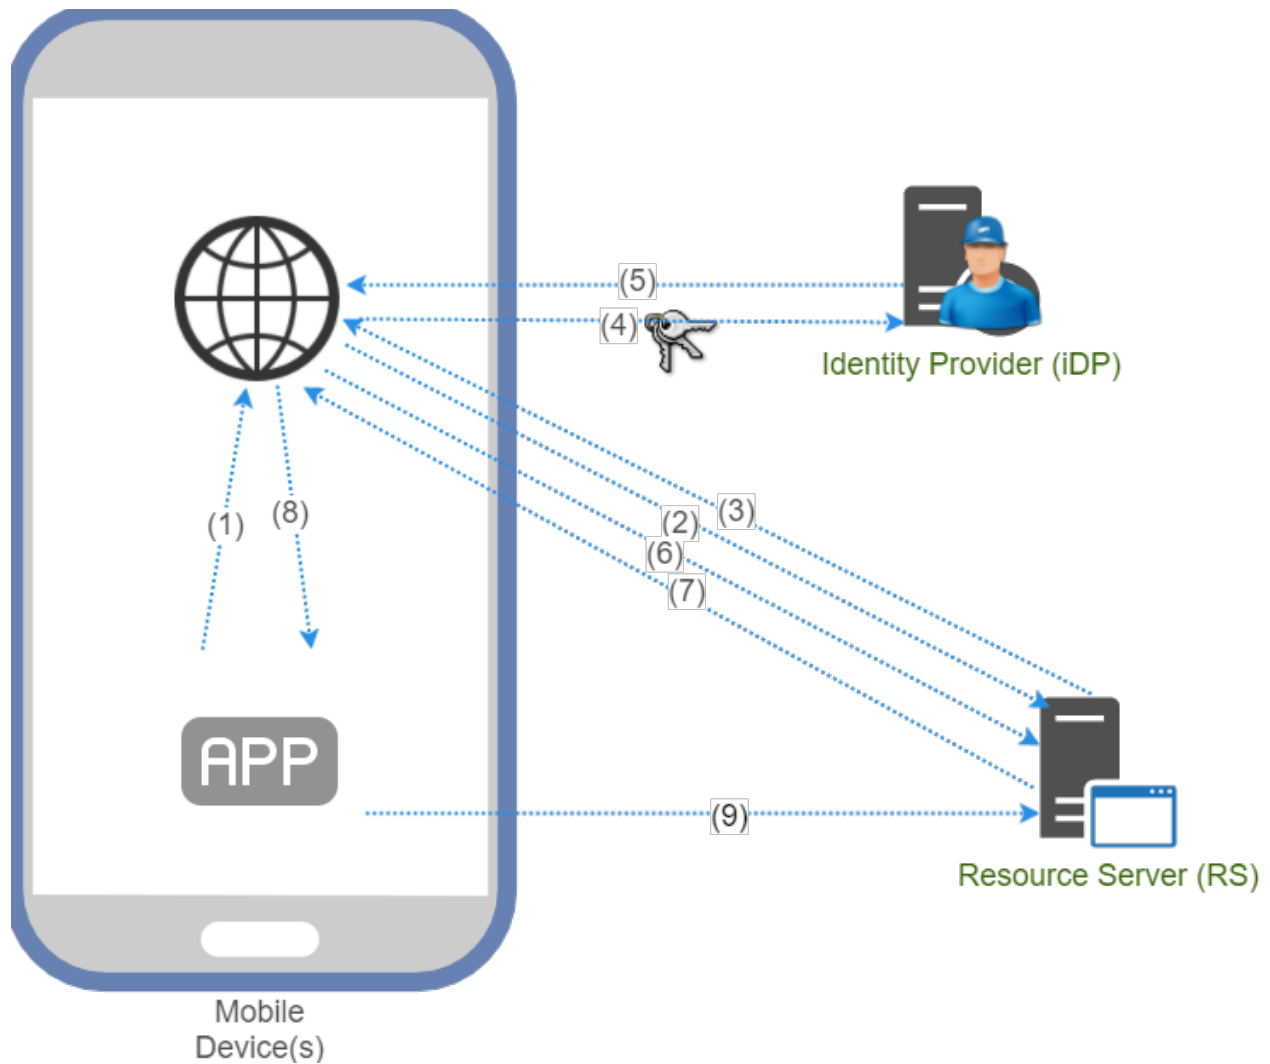 (5)
(4)
Identity Provider (iDP)
(3)
(2)
(1)
(8)
(6)
(7)
APP
(9)
Resource Server (RS)
Mobile
Device(s)